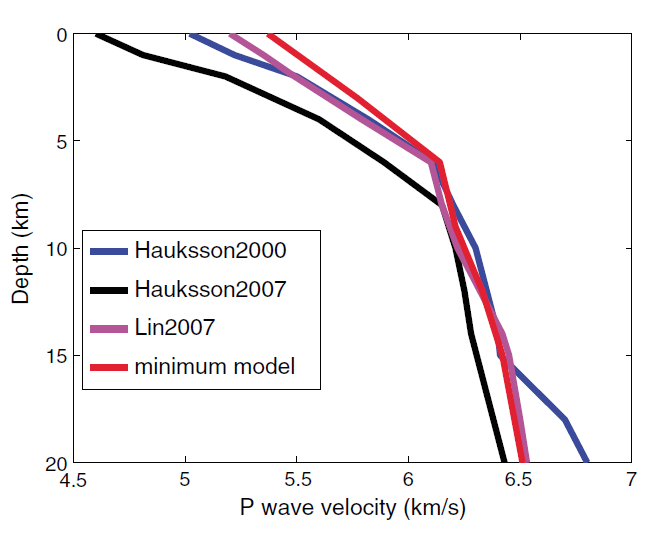 0
5
10
15
20
Depth (km)
Hauksson2000
Hauksson2007
Lin2007
minimum model
4.5 5 5.5 6 6.5 7
P wave velocity (km/s)